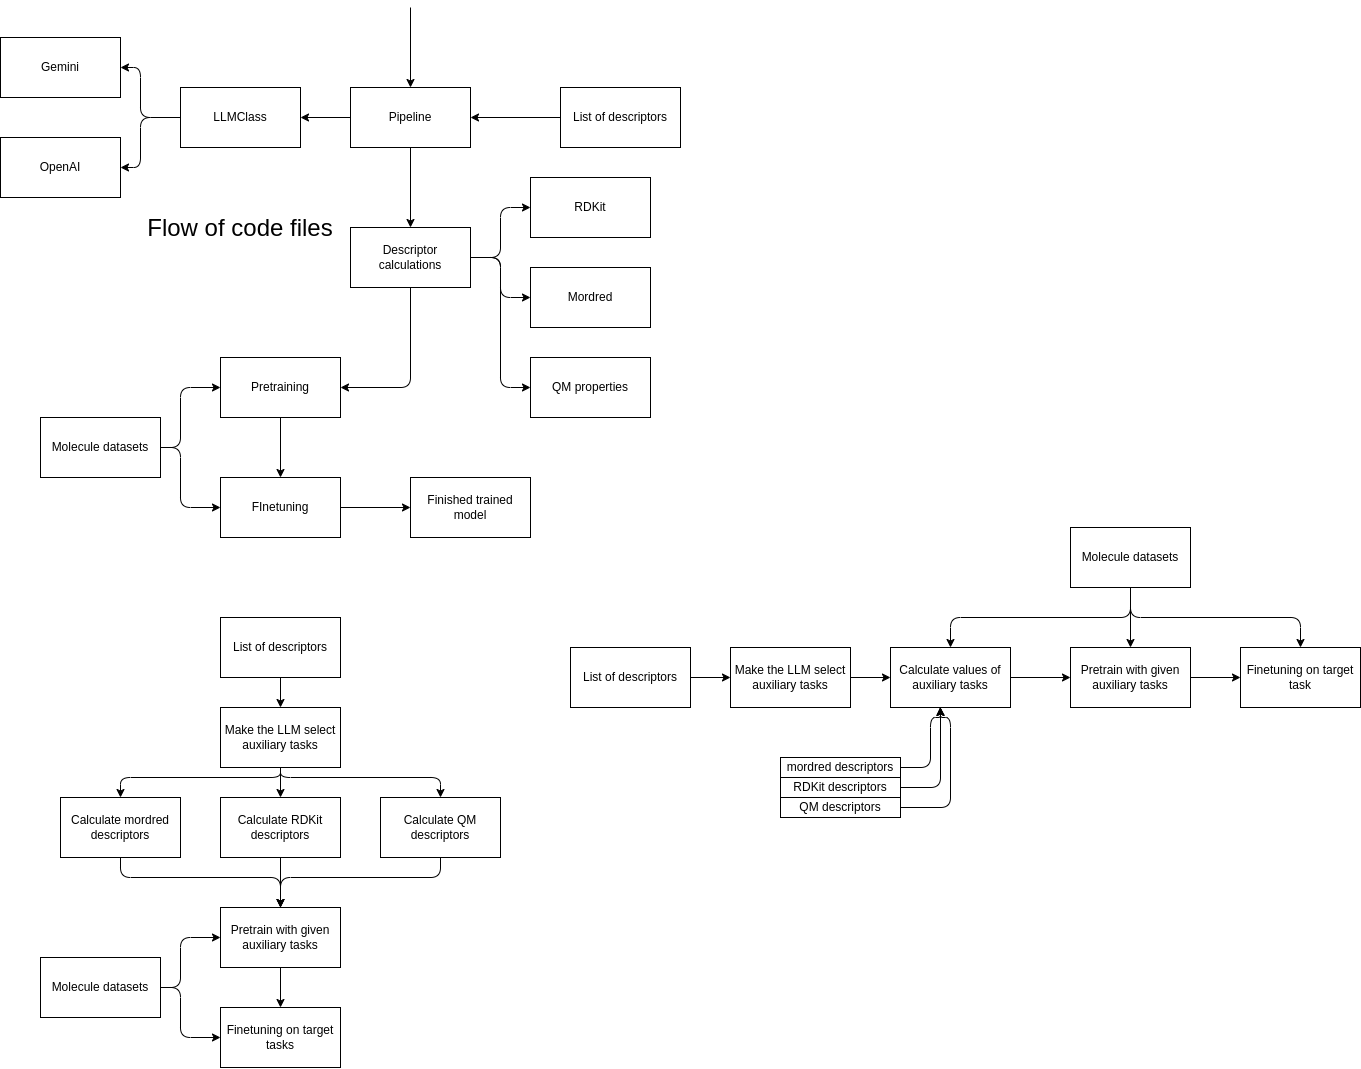 Gemini
LLMClass
Pipeline
List of descriptors
OpenAI
RDKit
Flow of code files
Descriptor
calculations
Mordred
Pretraining
QM properties
Molecule datasets
FInetuning
Finished trained
model
List of descriptors
Make the LLM select
auxiliary tasks
Calculate mordred
descriptors
Calculate RDKit
descriptors
Calculate QM
descriptors
Pretrain with given
auxiliary tasks
Molecule datasets
Finetuning on target
tasks
Molecule datasets
List of descriptors
Make the LLM select
auxiliary tasks
Calculate values of
auxiliary tasks
Pretrain with given
auxiliary tasks
Finetuning on target
task
mordred descriptors
RDKit descriptors
QM descriptors